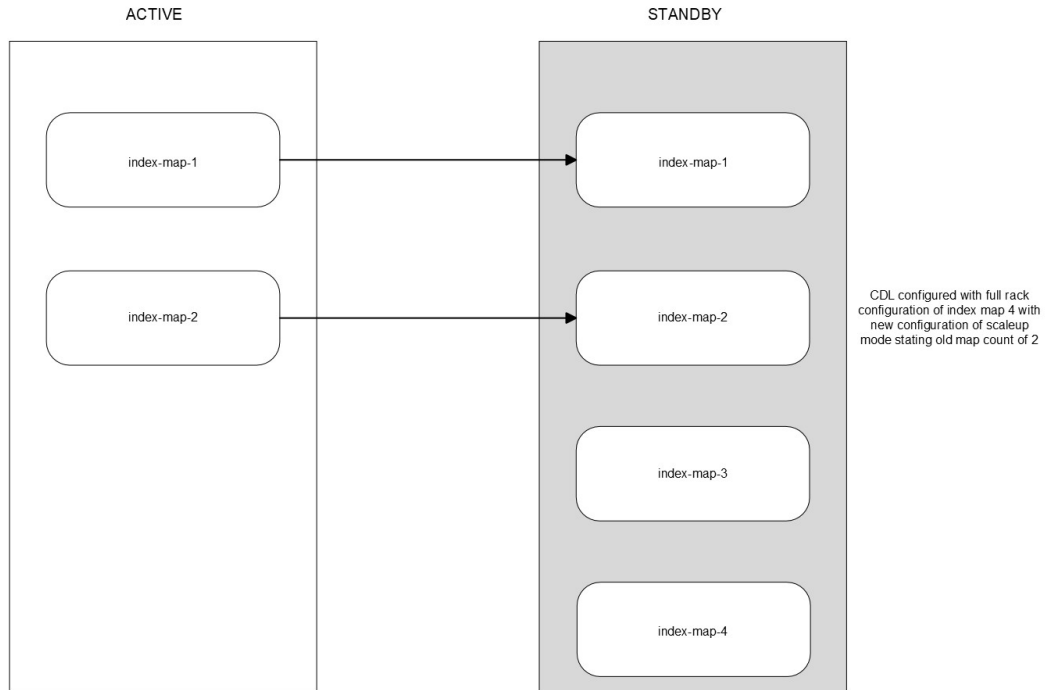 ACTIVE
STANDBY
index-map-1
index-map-1
index-map-2
index-map-2
CDL configured with full rack
configuration of index map 4 with
new configuration of scaleup
mode stating old map count of 2
index-map-3
index-map-4